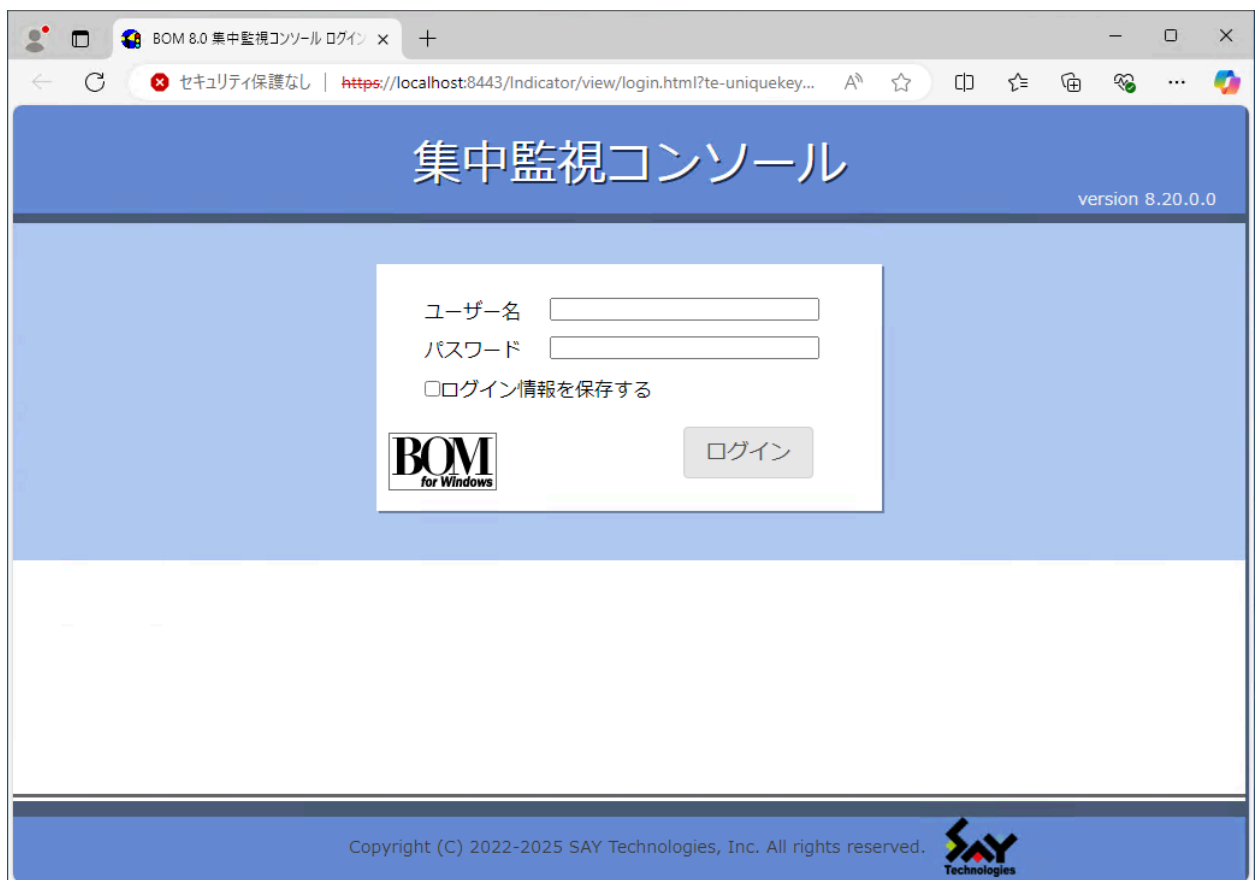 BOM 8.0 集中監視コンソール ログイン
セキュリティ保護なし | https://localhost:8443/Indicator/view/login.html?te-uniquekey...
集中監視コンソール
version 8.20.0.0
ユーザー名
パスワード
ログイン情報を保存する
BOM
for Windows
ログイン
Copyright (C) 2022-2025 SAY Technologies, Inc. All rights reserved.
SAY
Technologies